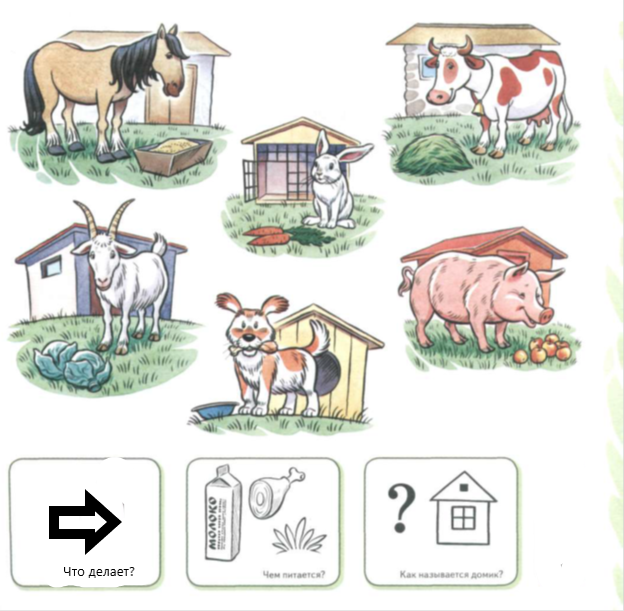 МОЛОКО
Что делает?
Чем питается?
Как называется домик?